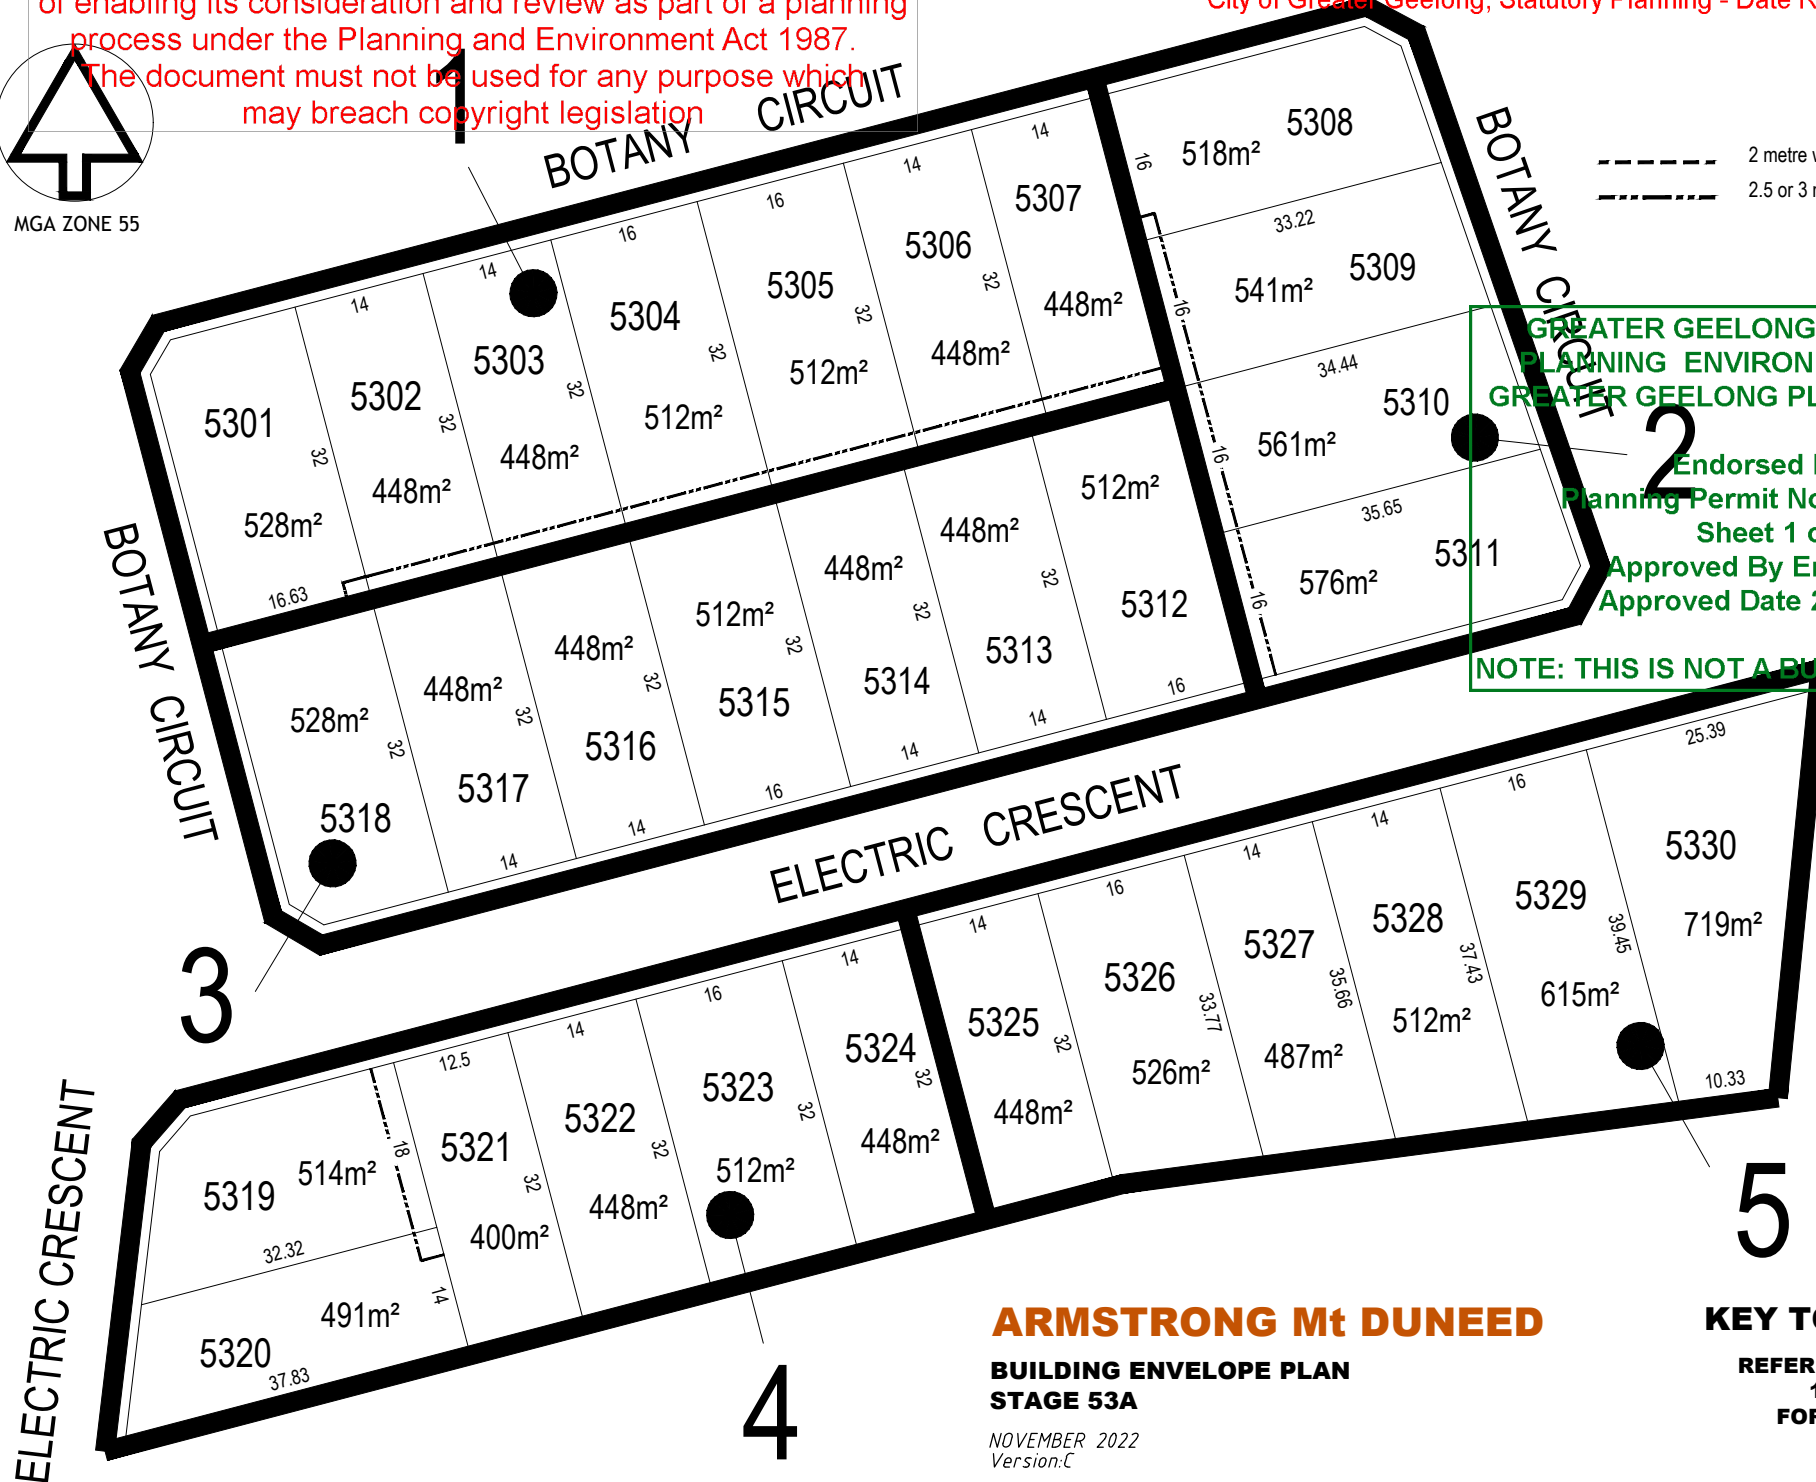 of enabling its consideration and review as part of a planning
process under the Planning and Environment Act 1987.
The document must not be used for any purpose which
may breach copyright legislation
City of Greater Geelong, Statutory Planning - Date R
MGA ZONE 55
1
BOTANY CIRCUIT
BOTANY CIRCUIT
2 metre
2.5 or 3
GREATER GEELONG
PLANNING ENVIRON
GREATER GEELONG PL
Endorsed
Planning Permit No
Sheet 1
Approved By
Approved Date 2
NOTE: THIS IS NOT A BU
2
5301
528m²
16.63
32
14
5302
448m²
32
14
5303
448m²
32
16
5304
512m²
32
16
5305
512m²
32
14
5306
448m²
32
14
5307
448m²
16
5308
518m²
33.22
5309
541m²
16
34.44
5310
561m²
16
35.65
5311
576m²
16
BOTANY CIRCUIT
5318
528m²
32
5317
448m²
32
14
5316
448m²
32
14
5315
512m²
32
16
5314
448m²
32
14
5313
448m²
32
14
5312
512m²
16
3
ELECTRIC CRESCENT
ELECTRIC CRESCENT
5319
514m²
18
32.32
5320
491m²
14
37.83
12.5
5321
400m²
32
14
5322
448m²
32
16
5323
512m²
32
14
5324
448m²
32
14
5325
448m²
32
16
5326
526m²
33.77
14
5327
487m²
35.66
14
5328
512m²
37.43
16
5329
615m²
39.45
25.39
5330
719m²
10.33
4
5
ARMSTRONG Mt DUNEED
BUILDING ENVELOPE PLAN
STAGE 53A
NOVEMBER 2022
Version:C
KEY TO
REFER
1
FOR